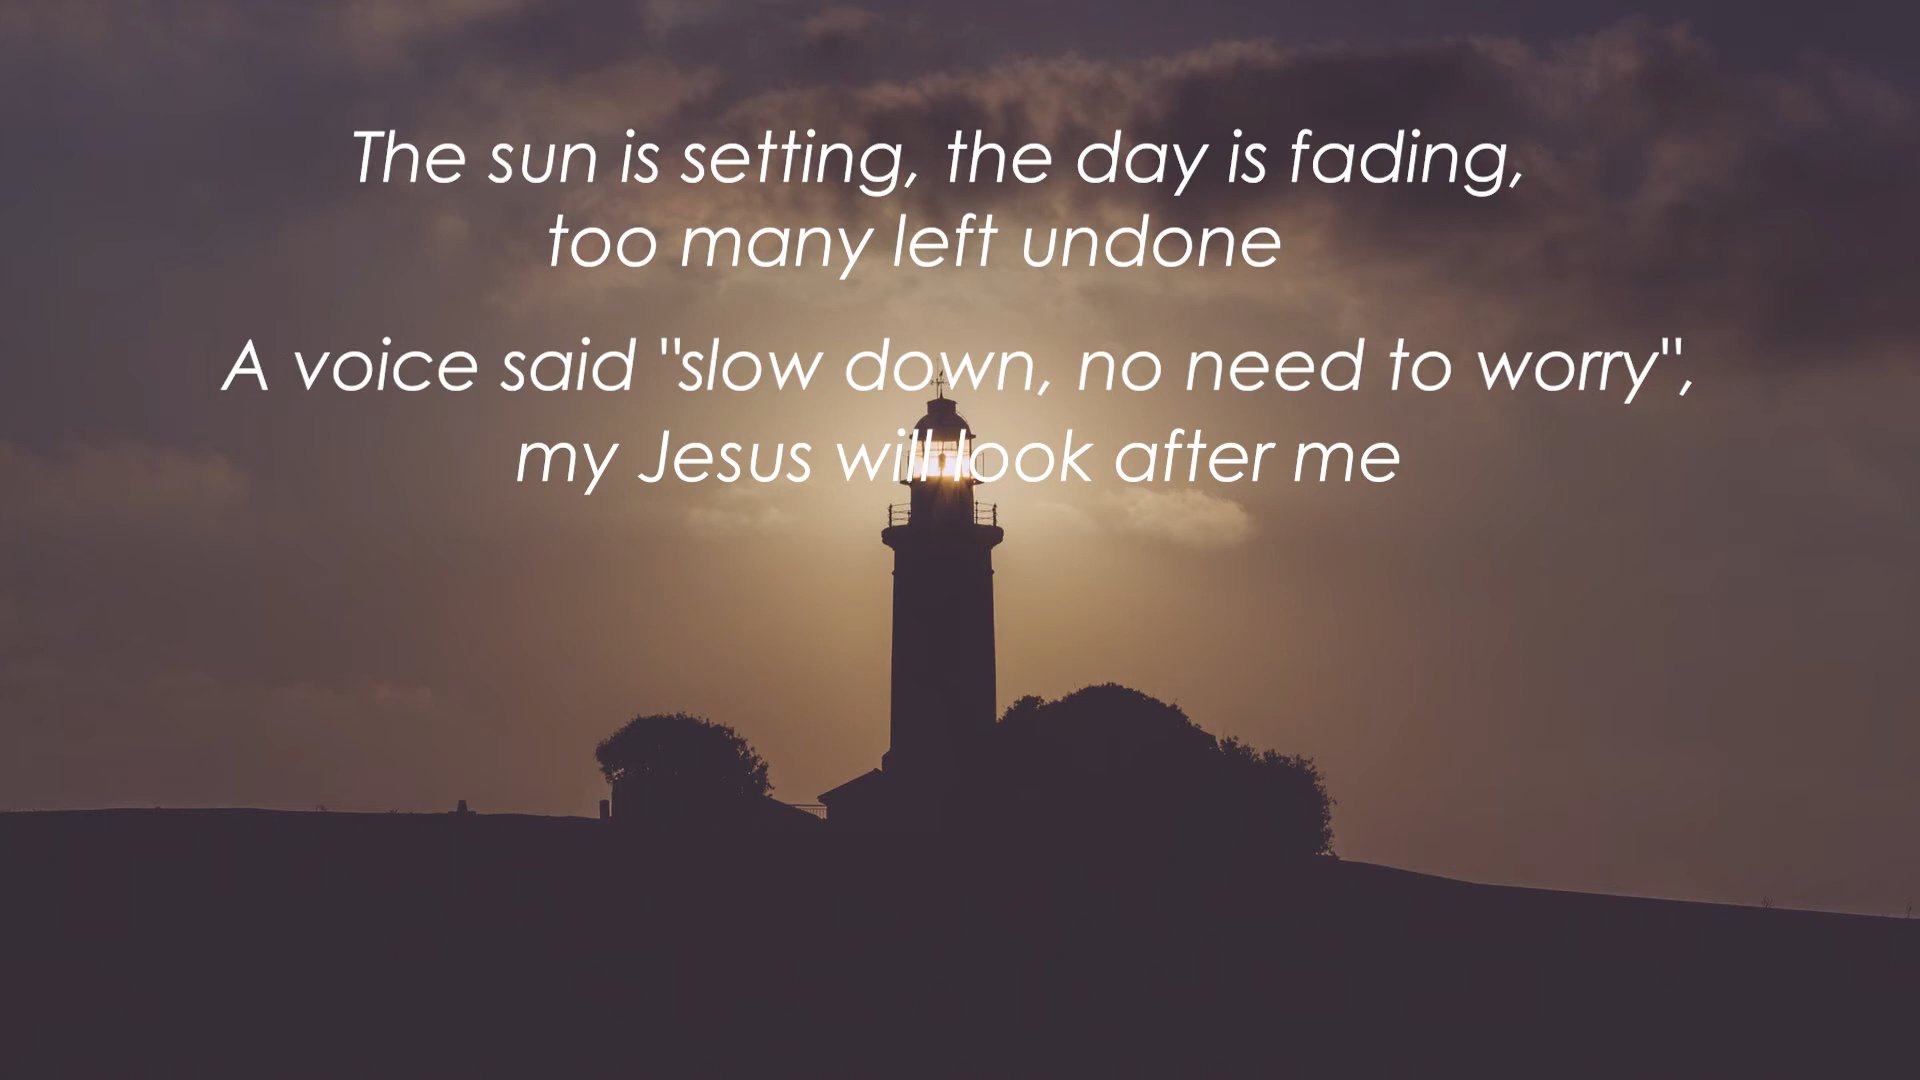 The sun is setting, the day is fading,
too many left undone
A voice said "slow down, no need to worry",
my Jesus will look after me